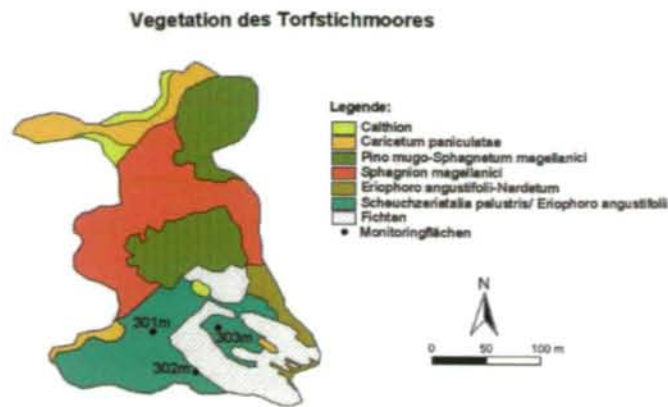 Vegetation des Torfstichmoores
Legende:
Calthion
Caricetum paniculatae
Pino mugo-Sphagnetum magellanici
Sphagnion magellanici
Eriophoro angustifolii-Nardetum
Scheuchzerietalia palustris/ Eriophoro angustifolii
Fichten
Monitoringflächen
301m
303m
302m
N
0 50 100 m